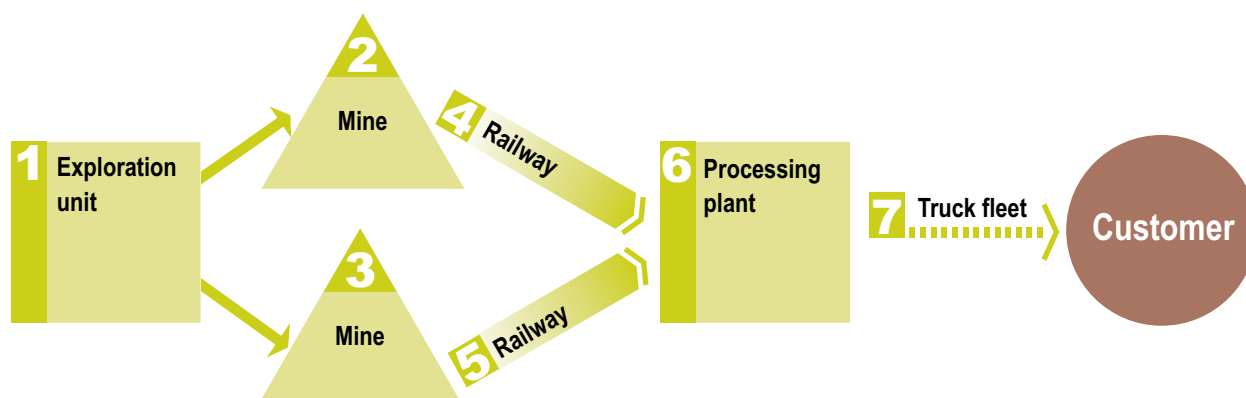 1 Exploration
unit
2
Mine
3
Mine
4 Railway
5 Railway
6 Processing
plant
7 Truck fleet
Customer